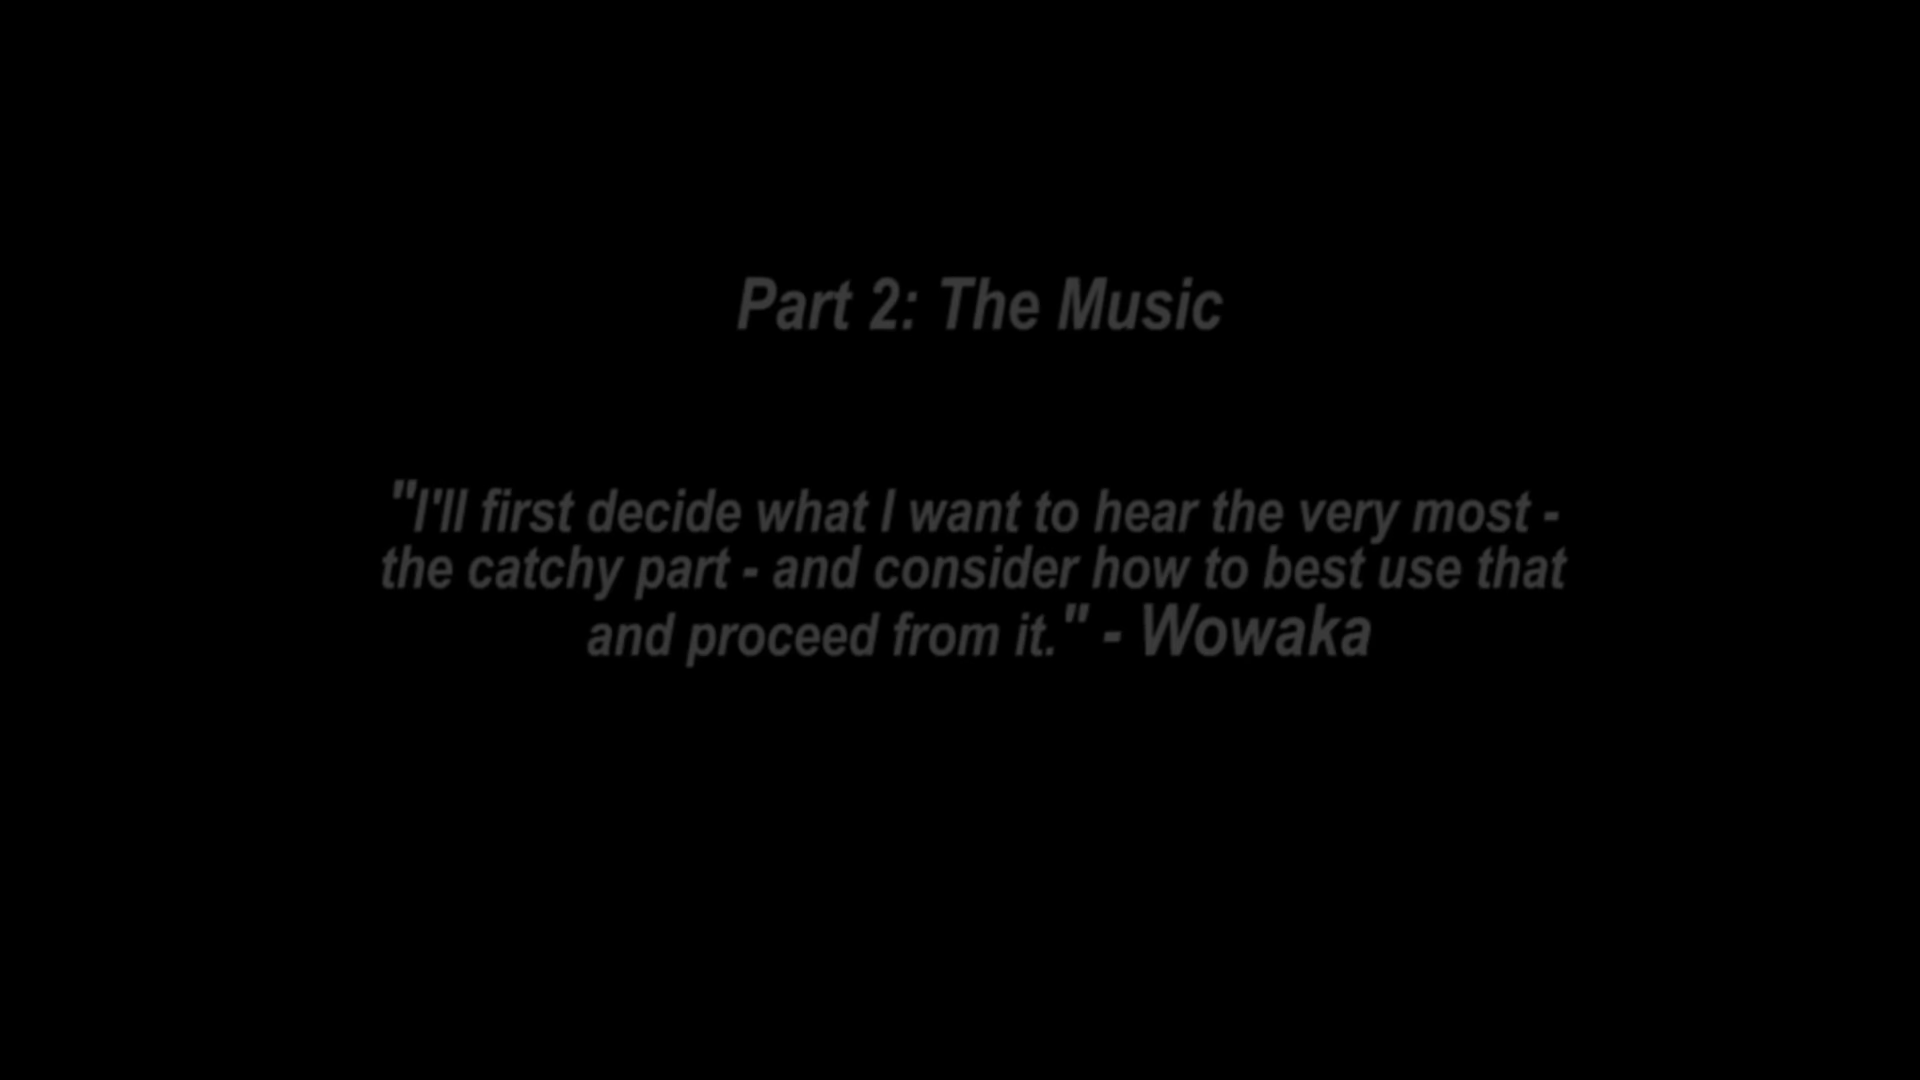 Part 2: The Music
"I'll first decide what I want to hear the very most -
the catchy part - and consider how to best use that
and proceed from it." - Wowaka